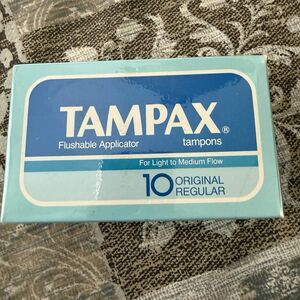 TAMPAX®
Flushable Applicator tampons
For Light to Medium Flow
10 ORIGINAL
REGULAR